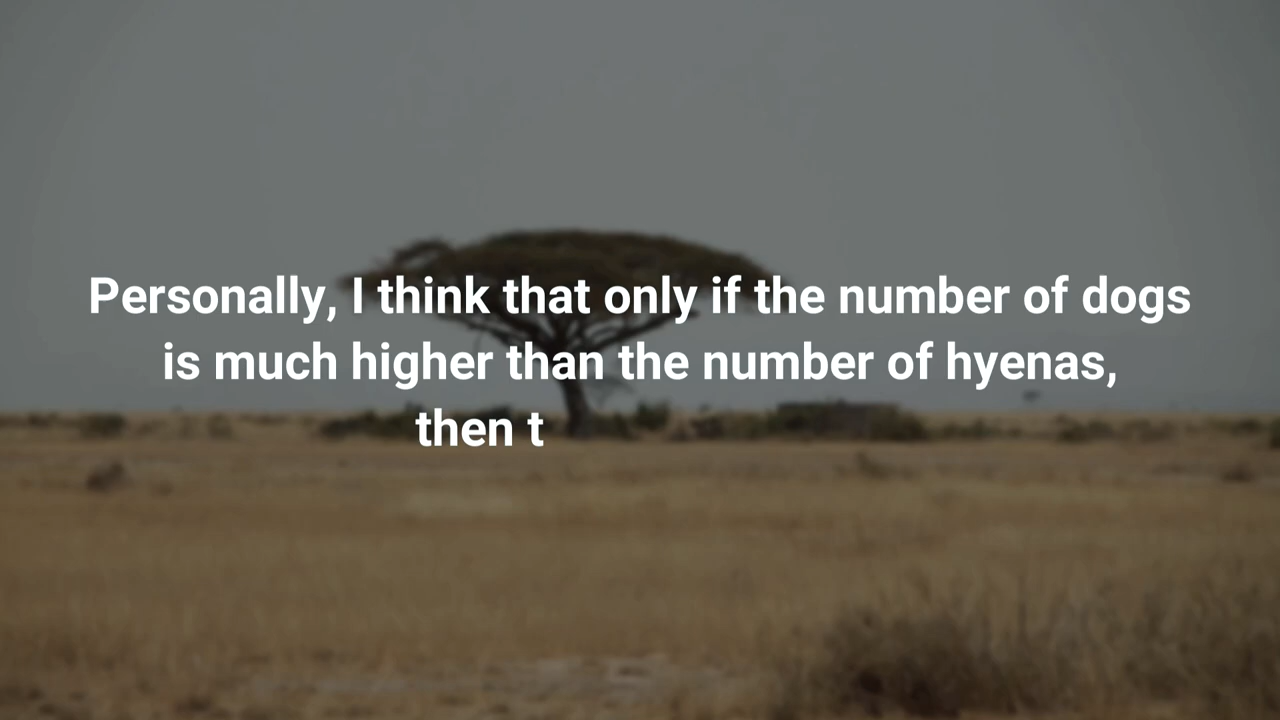 Personally, I think that only if the number of dogs
is much higher than the number of hyenas,
then t